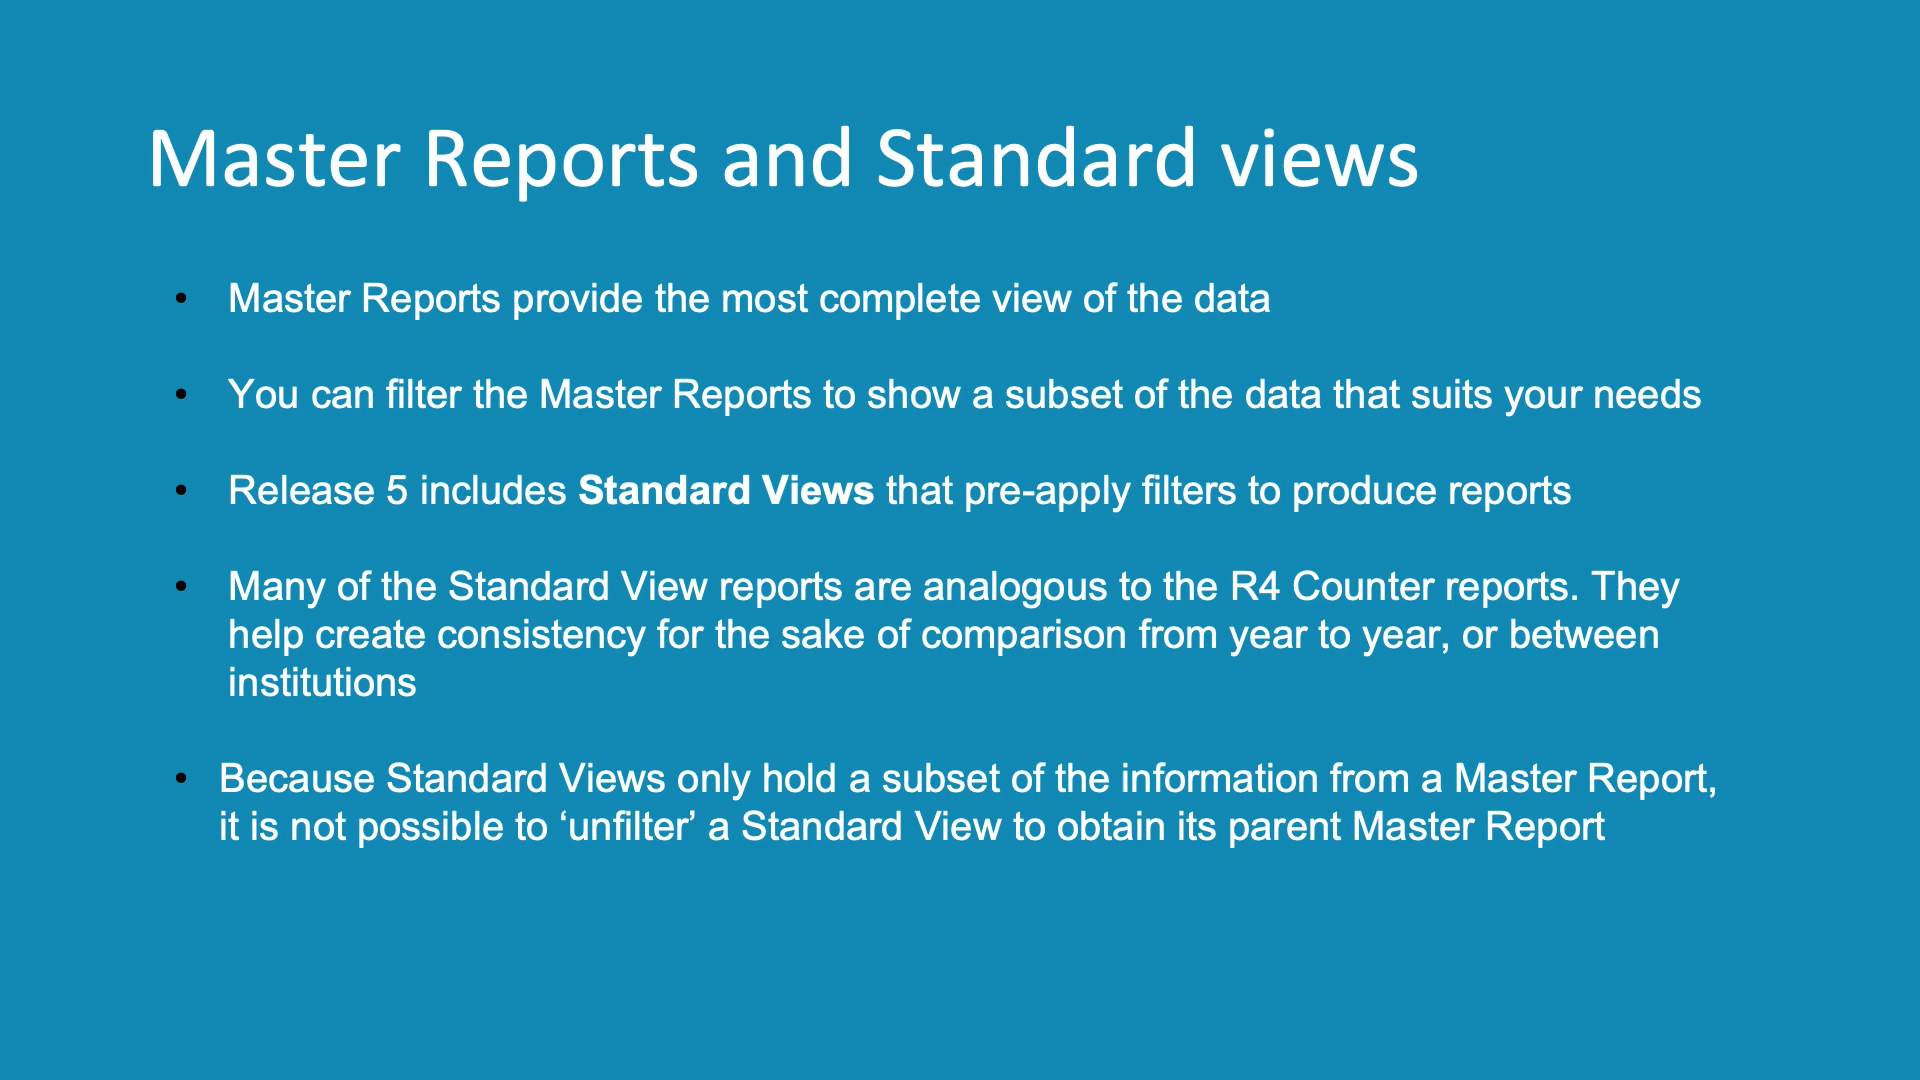 Master Reports and Standard views
• Master Reports provide the most complete view of the data
• You can filter the Master Reports to show a subset of the data that suits your needs
• Release 5 includes Standard Views that pre-apply filters to produce reports
• Many of the Standard View reports are analogous to the R4 Counter reports. They
help create consistency for the sake of comparison from year to year, or between
institutions
• Because Standard Views only hold a subset of the information from a Master Report,
it is not possible to ‘unfilter’ a Standard View to obtain its parent Master Report